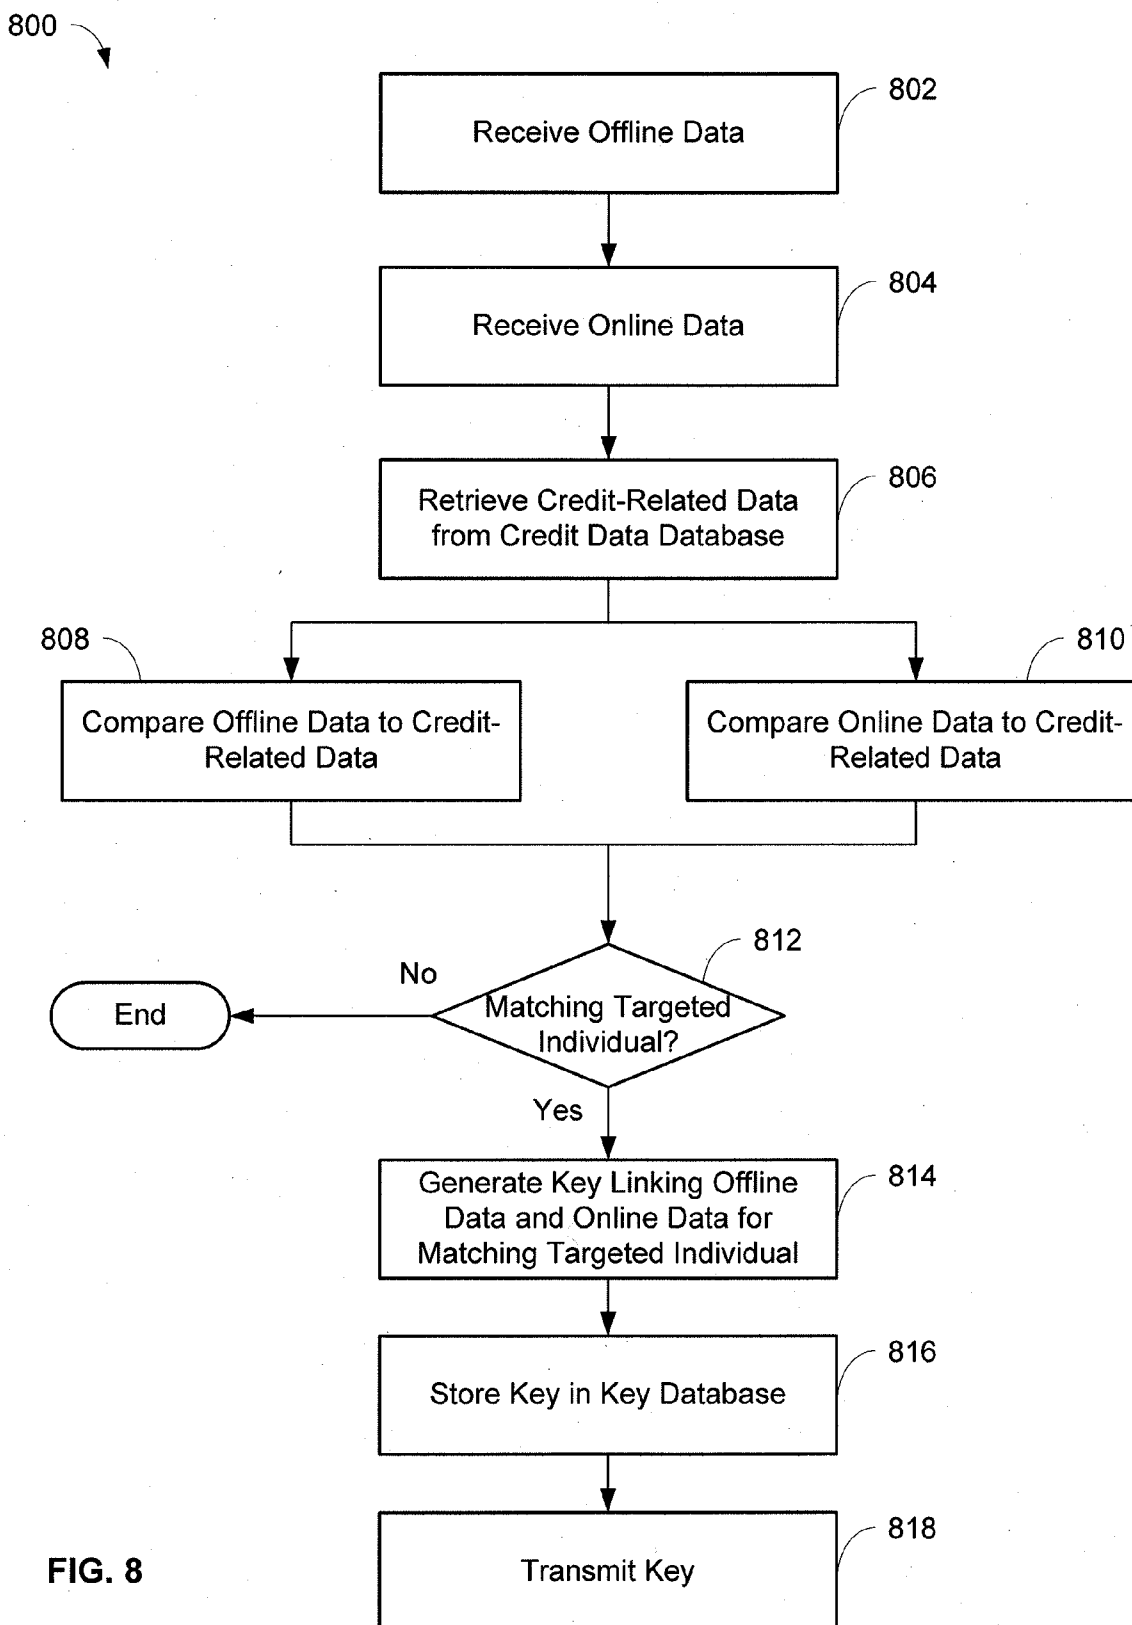 800
802
Receive Offline Data
804
Receive Online Data
806
Retrieve Credit-Related Data
from Credit Data Database
808
810
Compare Offline Data to Credit-
Related Data
Compare Online Data to Credit-
Related Data
812
No
End
Matching Targeted
Individual?
Yes
814
Generate Key Linking Offline
Data and Online Data for
Matching Targeted Individual
816
Store Key in Key Database
818
Transmit Key
FIG. 8